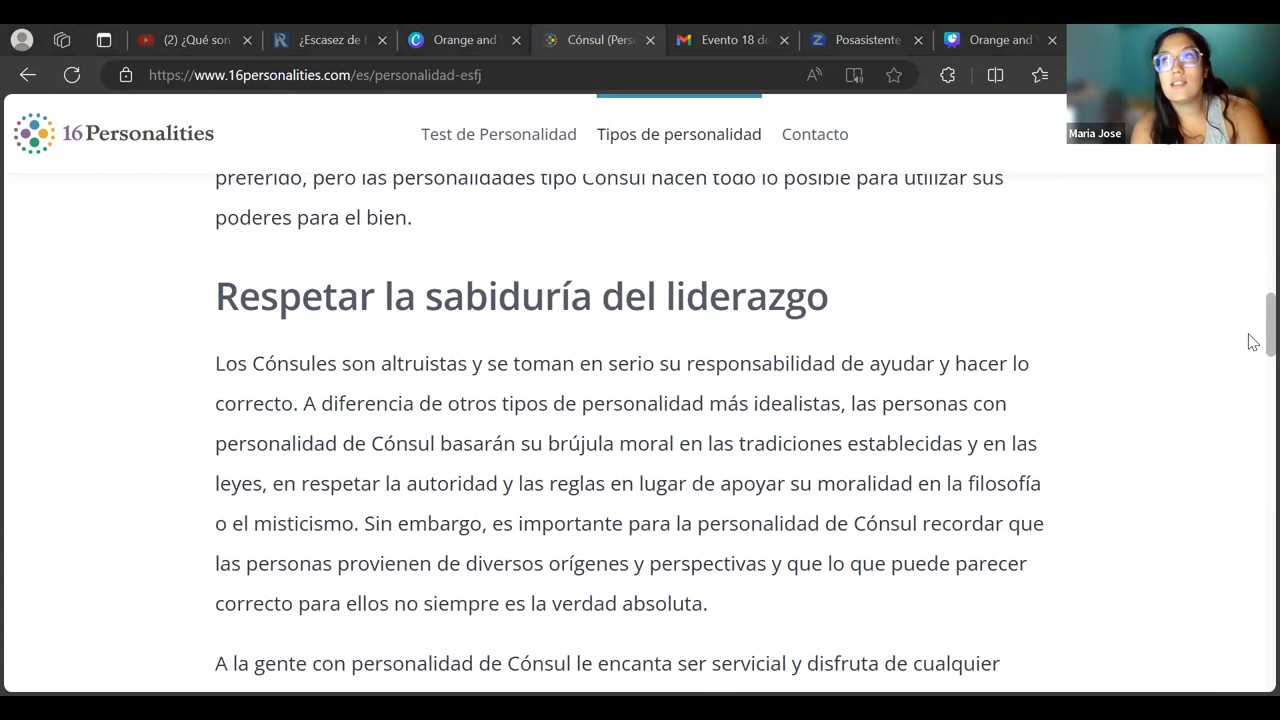 (2) ¿Qué son
¿Escasez de
Orange and
Cónsul (Pers
Evento 18 de
Posasistente
Orange and
https://www.16personalities.com/es/personalidad-esfj
Maria Jose
16Personalities
Test de Personalidad
Tipos de personalidad
Contacto
preferido, pero las personalidades tipo Cónsul hacen todo lo posible para utilizar sus
poderes para el bien.
Respetar la sabiduría del liderazgo
Los Cónsules son altruistas y se toman en serio su responsabilidad de ayudar y hacer lo
correcto. A diferencia de otros tipos de personalidad más idealistas, las personas con
personalidad de Cónsul basarán su brújula moral en las tradiciones establecidas y en las
leyes, en respetar la autoridad y las reglas en lugar de apoyar su moralidad en la filosofía
o el misticismo. Sin embargo, es importante para la personalidad de Cónsul recordar que
las personas provienen de diversos orígenes y perspectivas y que lo que puede parecer
correcto para ellos no siempre es la verdad absoluta.
A la gente con personalidad de Cónsul le encanta ser servicial y disfruta de cualquier